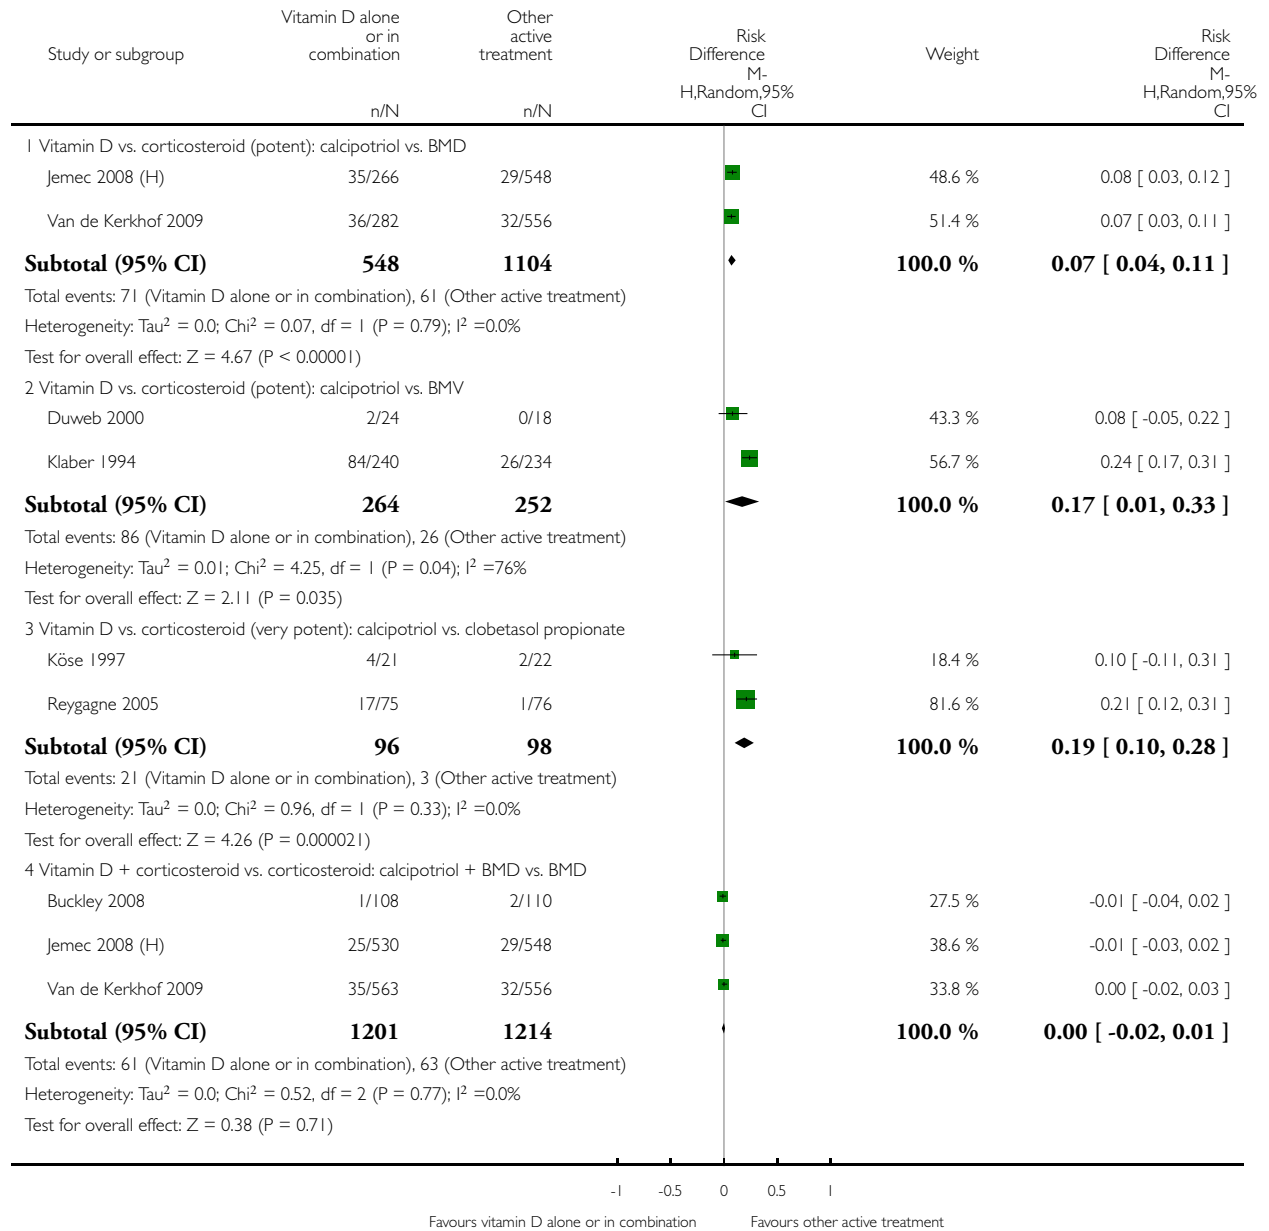 Study or subgroup Vitamin D alone or in combination Other active treatment Risk Difference Weight Risk Difference
n/N n/N M-H,Random,95% CI M-H,Random,95% CI
1 Vitamin D vs. corticosteroid (potent): calcipotriol vs. BMD
Jemec 2008 (H) 35/266 29/548 48.6 % 0.08 [ 0.03, 0.12 ]
Van de Kerkhof 2009 36/282 32/556 51.4 % 0.07 [ 0.03, 0.11 ]
Subtotal (95% CI) 548 1104 100.0 % 0.07 [ 0.04, 0.11 ]
Total events: 71 (Vitamin D alone or in combination), 61 (Other active treatment)
Heterogeneity: Tau² = 0.0; Chi² = 0.07, df = 1 (P = 0.79); I² =0.0%
Test for overall effect: Z = 4.67 (P < 0.00001)
2 Vitamin D vs. corticosteroid (potent): calcipotriol vs. BMV
Duweb 2000 2/24 0/18 43.3 % 0.08 [ -0.05, 0.22 ]
Klaber 1994 84/240 26/234 56.7 % 0.24 [ 0.17, 0.31 ]
Subtotal (95% CI) 264 252 100.0 % 0.17 [ 0.01, 0.33 ]
Total events: 86 (Vitamin D alone or in combination), 26 (Other active treatment)
Heterogeneity: Tau² = 0.01; Chi² = 4.25, df = 1 (P = 0.04); I² =76%
Test for overall effect: Z = 2.11 (P = 0.035)
3 Vitamin D vs. corticosteroid (very potent): calcipotriol vs. clobetasol propionate
Köse 1997 4/21 2/22 18.4 % 0.10 [ -0.11, 0.31 ]
Reygagne 2005 17/75 1/76 81.6 % 0.21 [ 0.12, 0.31 ]
Subtotal (95% CI) 96 98 100.0 % 0.19 [ 0.10, 0.28 ]
Total events: 21 (Vitamin D alone or in combination), 3 (Other active treatment)
Heterogeneity: Tau² = 0.0; Chi² = 0.96, df = 1 (P = 0.33); I² =0.0%
Test for overall effect: Z = 4.26 (P = 0.000021)
4 Vitamin D + corticosteroid vs. corticosteroid: calcipotriol + BMD vs. BMD
Buckley 2008 1/108 2/110 27.5 % -0.01 [ -0.04, 0.02 ]
Jemec 2008 (H) 25/530 29/548 38.6 % -0.01 [ -0.03, 0.02 ]
Van de Kerkhof 2009 35/563 32/556 33.8 % 0.00 [ -0.02, 0.03 ]
Subtotal (95% CI) 1201 1214 100.0 % 0.00 [ -0.02, 0.01 ]
Total events: 61 (Vitamin D alone or in combination), 63 (Other active treatment)
Heterogeneity: Tau² = 0.0; Chi² = 0.52, df = 2 (P = 0.77); I² =0.0%
Test for overall effect: Z = 0.38 (P = 0.71)
-1 -0.5 0 0.5 1
Favours vitamin D alone or in combination Favours other active treatment